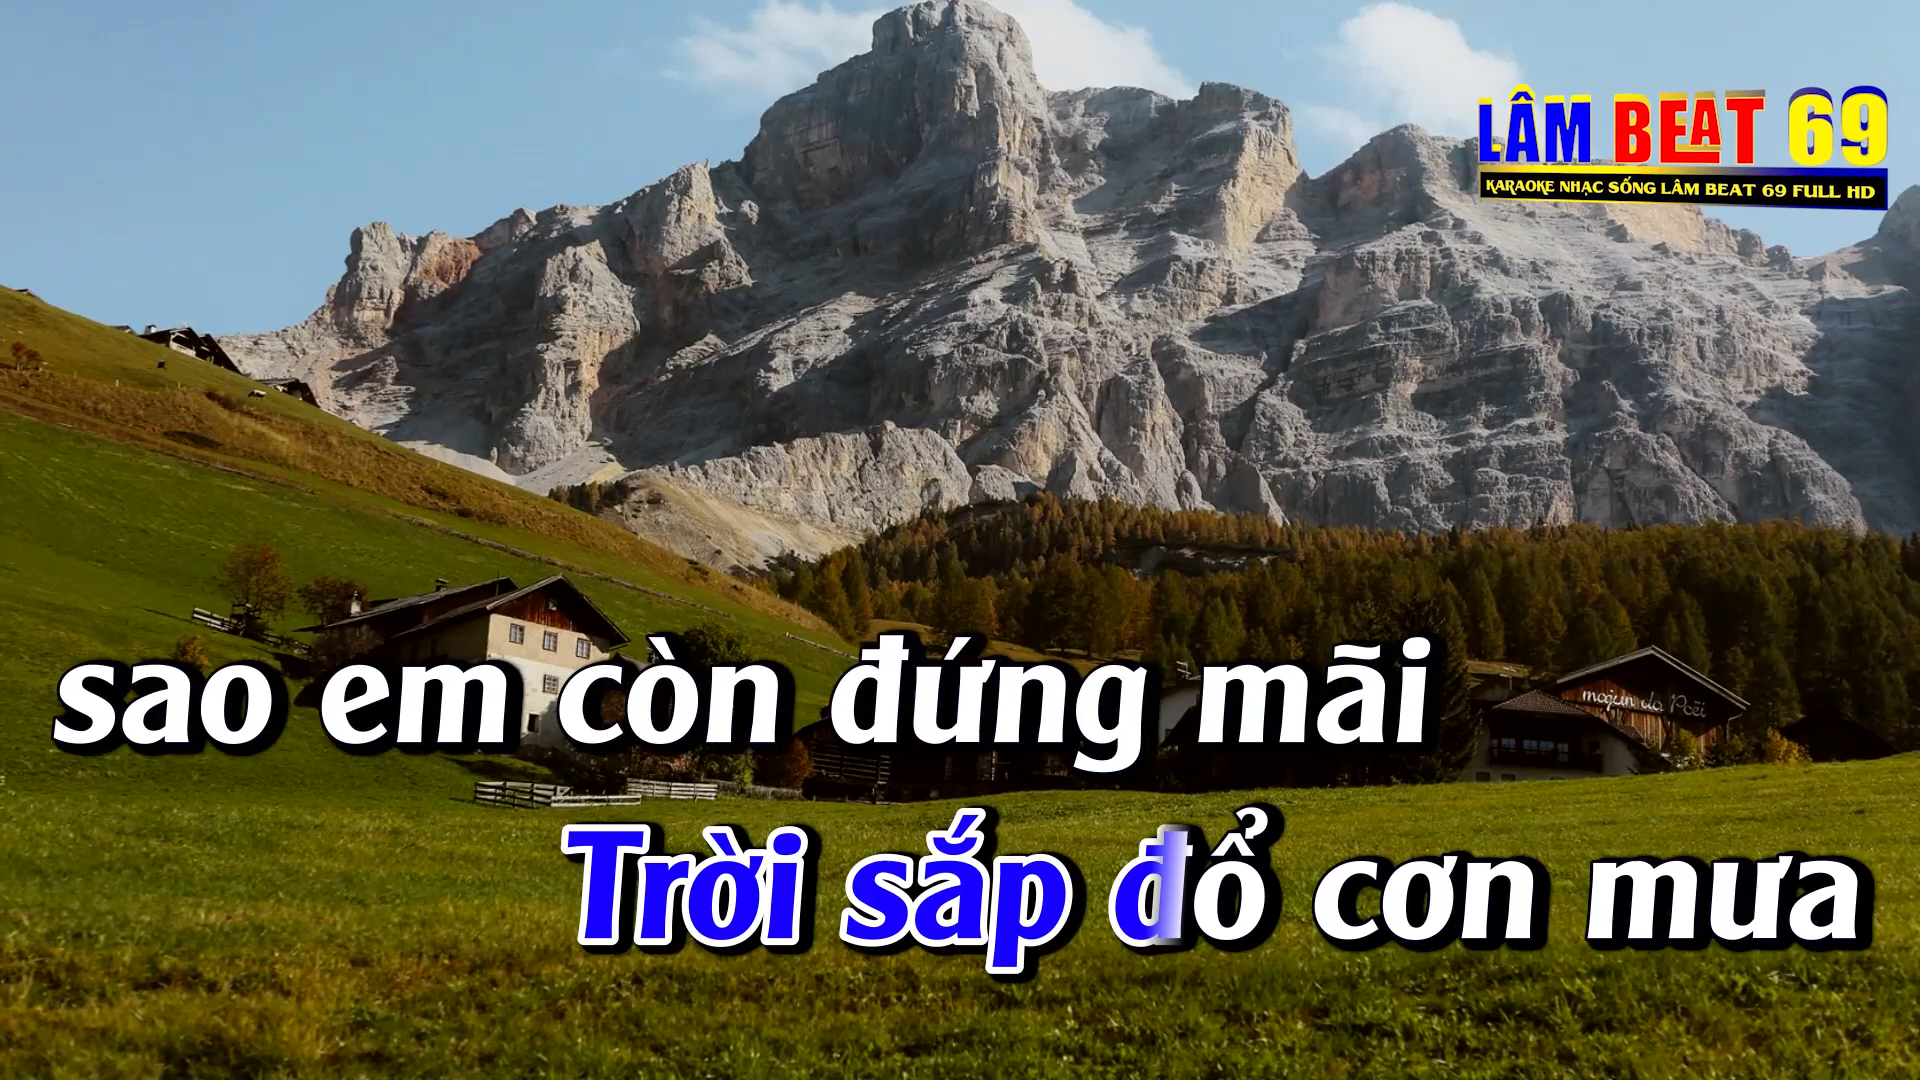 LÂM BEAT 69
KARAOKE NHẠC SỐNG LÂM BEAT 69 FULL HD
sao em còn đứng mãi
Trời sắp đổ cơn mưa